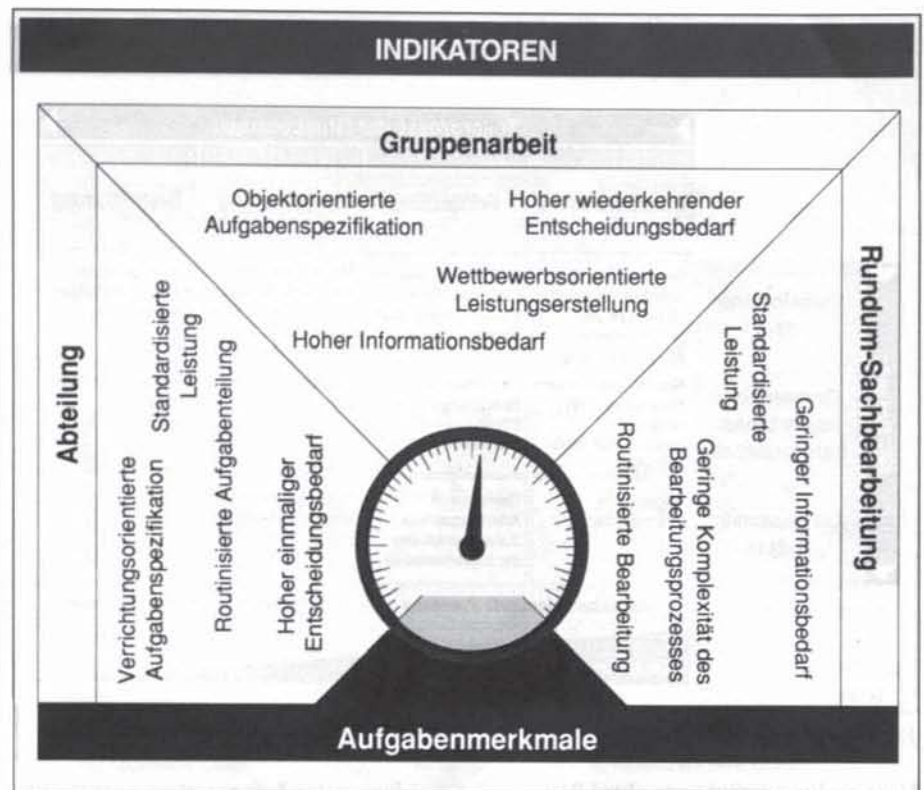 INDIKATOREN
Gruppenarbeit
Objektorientierte
Aufgabenspezifikation
Hoher wiederkehrender
Entscheidungsbedarf
Wettbewerbsorientierte
Leistungserstellung
Hoher Informationsbedarf
Abteilung
Verrichtungsorientierte
Aufgabenspezifikation
Standardisierte
Leistung
Routinisierte Aufgabenteilung
Hoher einmaliger
Entscheidungsbedarf
Rundum-Sachbearbeitung
Standardisierte
Leistung
Geringer Informationsbedarf
Geringe Komplexität des
Bearbeitungsprozesses
Routinisierte Bearbeitung
Aufgabenmerkmale